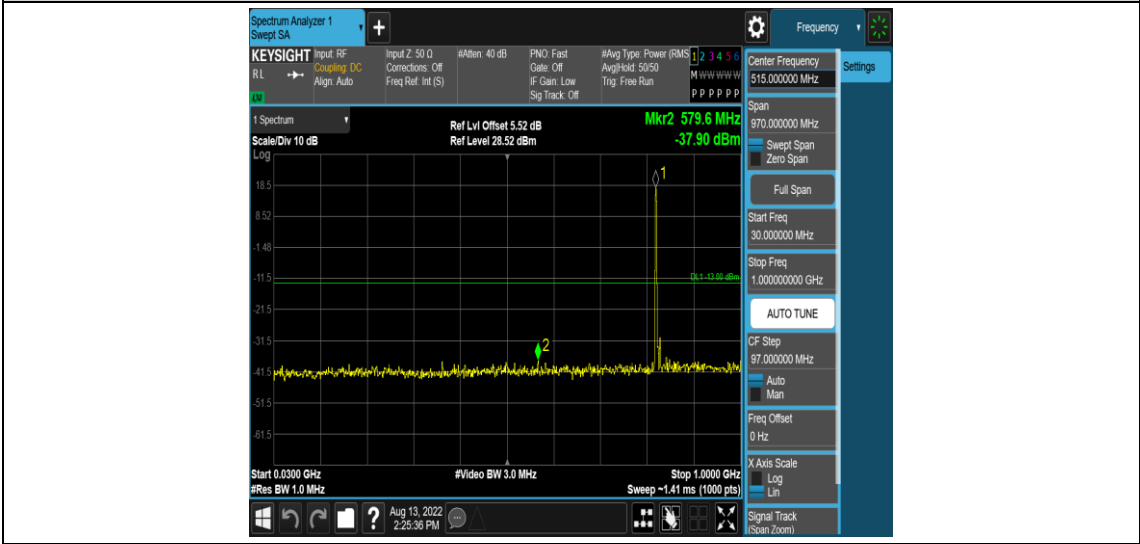 Spectrum Analyzer 1
Swept SA
+
Frequency
KEYSIGHT
RL
LXI
Input: RF
Coupling: DC
Align: Auto
Input Z: 50 Ω
Corrections: Off
Freq Ref: Int (S)
#Atten: 40 dB
PNO: Fast
Gate: Off
IF Gain: Low
Sig Track: Off
#Avg Type: Power (RMS
Avg|Hold: 50/50
Trig: Free Run
1 2 3 4 5 6
M W W W W W
P P P P P P
1 Spectrum
Scale/Div 10 dB
Log
Ref Lvl Offset 5.52 dB
Ref Level 28.52 dBm
Mkr2 579.6 MHz
-37.90 dBm
1
18.5
8.52
-1.48
-11.5
DL1 -13.00 dBm
-21.5
-31.5
2
-41.5
-51.5
-61.5
Start 0.0300 GHz
#Res BW 1.0 MHz
#Video BW 3.0 MHz
Stop 1.0000 GHz
Sweep ~1.41 ms (1000 pts)
Center Frequency
515.000000 MHz
Settings
Span
970.000000 MHz
Swept Span
Zero Span
Full Span
Start Freq
30.000000 MHz
Stop Freq
1.000000000 GHz
AUTO TUNE
CF Step
97.000000 MHz
Auto
Man
Freq Offset
0 Hz
X Axis Scale
Log
Lin
Signal Track
(Span Zoom)
?
Aug 13, 2022
2:25:36 PM